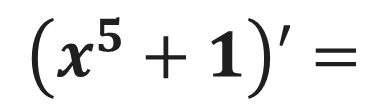 (x⁵ + 1)′ =